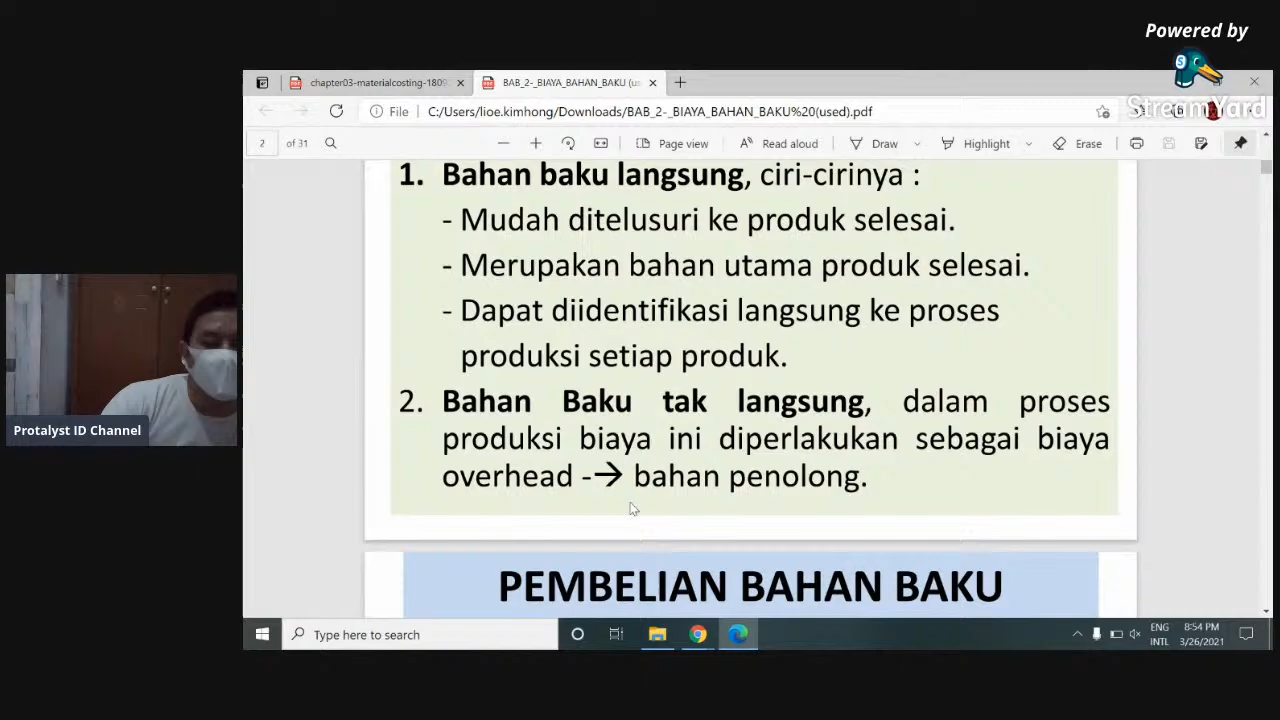 Powered by
StreamYard
chapter03-materialcosting-1809
BAB_2-_BIAYA_BAHAN_BAKU (us
File
C:/Users/lioe.kimhong/Downloads/BAB_2-_BIAYA_BAHAN_BAKU%20(used).pdf
2 of 31
Page view
Read aloud
Draw
Highlight
Erase
1. Bahan baku langsung, ciri-cirinya :
- Mudah ditelusuri ke produk selesai.
- Merupakan bahan utama produk selesai.
- Dapat diidentifikasi langsung ke proses
produksi setiap produk.
2. Bahan Baku tak langsung, dalam proses
produksi biaya ini diperlakukan sebagai biaya
overhead -→ bahan penolong.
PEMBELIAN BAHAN BAKU
Protalyst ID Channel
Type here to search
ENG
INTL
8:54 PM
3/26/2021